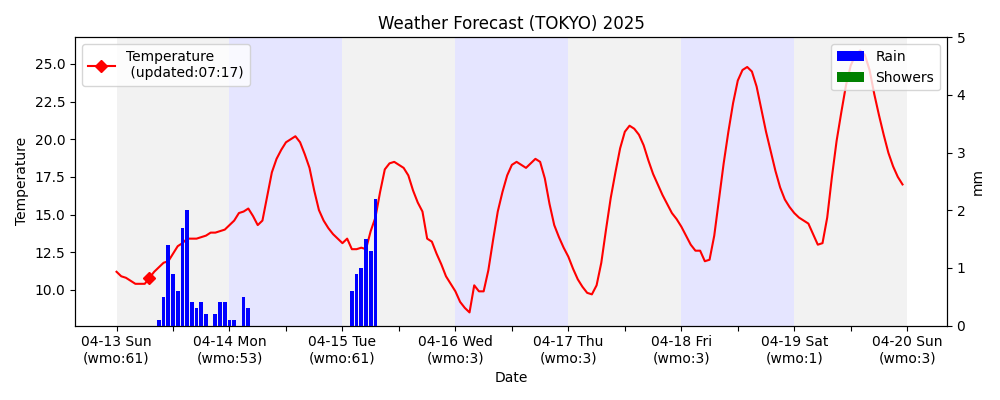 Weather Forecast (TOKYO) 2025
Temperature
(updated:07:17)
Rain
Showers
Temperature
25.0
22.5
20.0
17.5
15.0
12.5
10.0
5
4
3
2
1
0
mm
04-13 Sun
(wmo:61)
04-14 Mon
(wmo:53)
04-15 Tue
(wmo:61)
04-16 Wed
(wmo:3)
04-17 Thu
(wmo:3)
04-18 Fri
(wmo:3)
04-19 Sat
(wmo:1)
04-20 Sun
(wmo:3)
Date